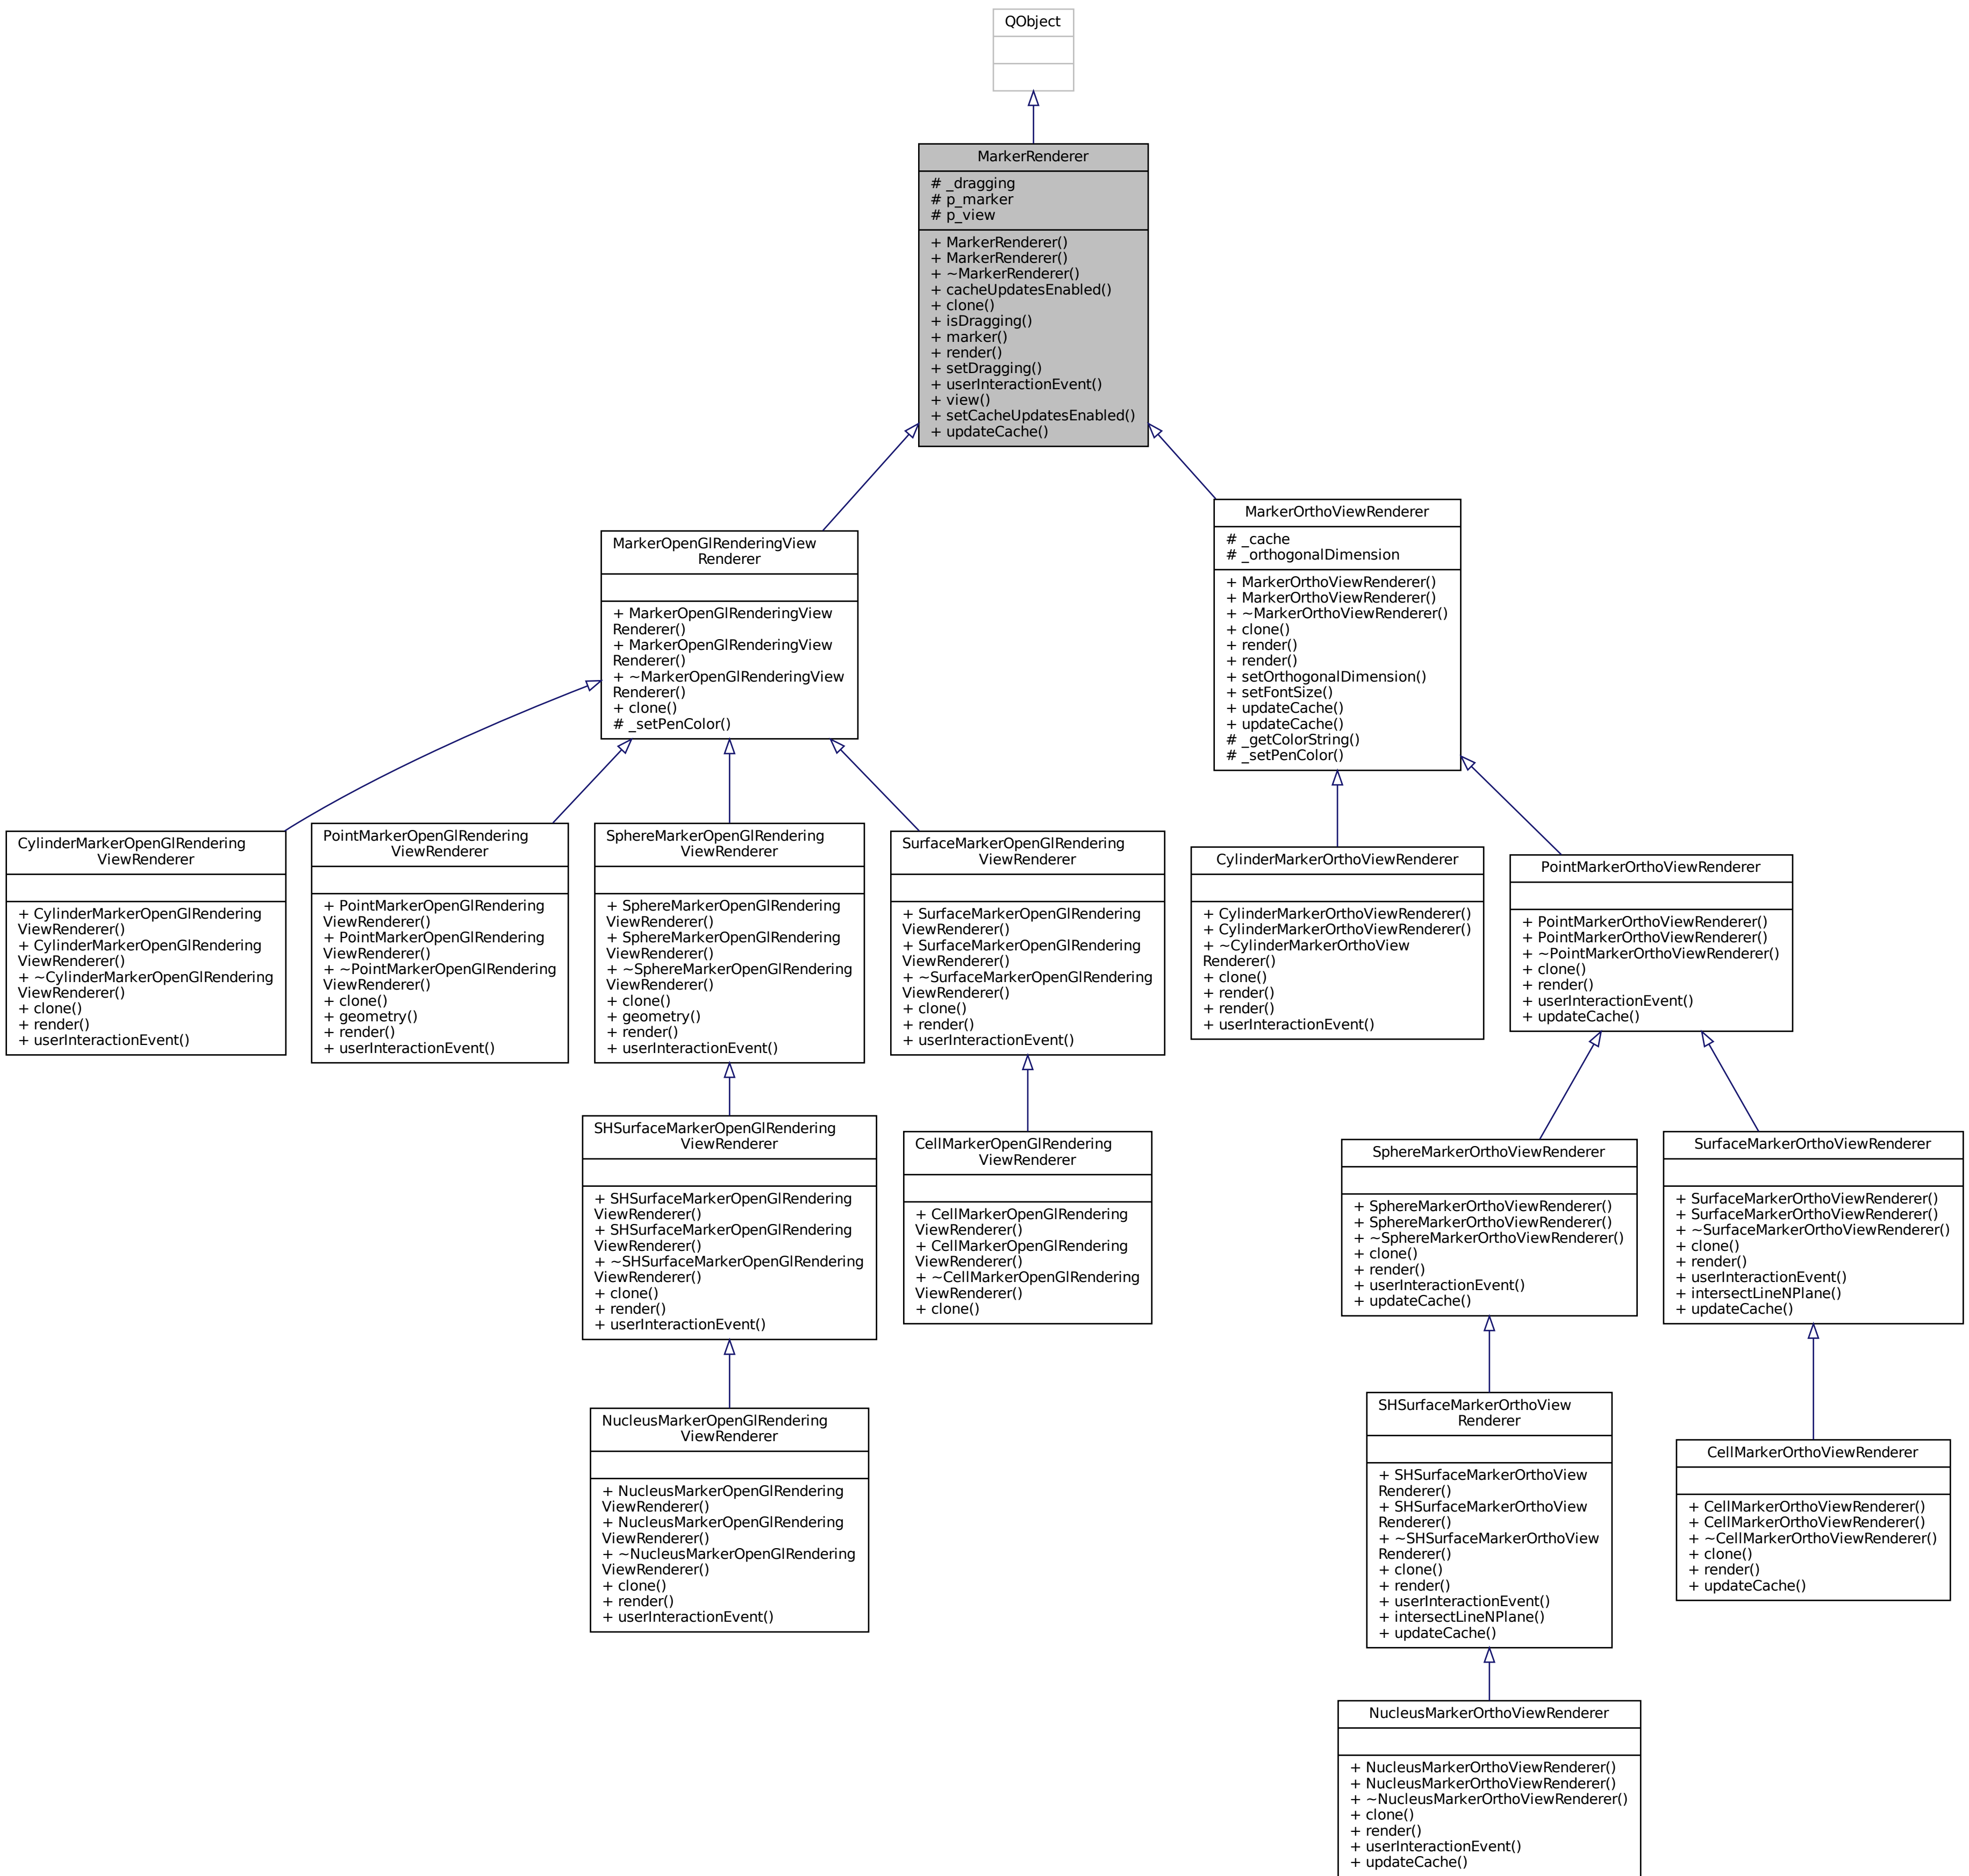 QObject
MarkerRenderer
# _dragging
# p_marker
# p_view
+ MarkerRenderer()
+ MarkerRenderer()
+ ~MarkerRenderer()
+ cacheUpdatesEnabled()
+ clone()
+ isDragging()
+ marker()
+ render()
+ setDragging()
+ userInteractionEvent()
+ view()
+ setCacheUpdatesEnabled()
+ updateCache()
MarkerOpenGlRenderingView
Renderer
+ MarkerOpenGlRenderingView
Renderer()
+ MarkerOpenGlRenderingView
Renderer()
+ ~MarkerOpenGlRenderingView
Renderer()
+ clone()
# _setPenColor()
MarkerOrthoViewRenderer
# _cache
# _orthogonalDimension
+ MarkerOrthoViewRenderer()
+ MarkerOrthoViewRenderer()
+ ~MarkerOrthoViewRenderer()
+ clone()
+ render()
+ render()
+ setOrthogonalDimension()
+ setFontSize()
+ updateCache()
+ updateCache()
# _getColorString()
# _setPenColor()
CylinderMarkerOpenGlRendering
ViewRenderer
+ CylinderMarkerOpenGlRendering
ViewRenderer()
+ CylinderMarkerOpenGlRendering
ViewRenderer()
+ ~CylinderMarkerOpenGlRendering
ViewRenderer()
+ clone()
+ render()
+ userInteractionEvent()
PointMarkerOpenGlRendering
ViewRenderer
+ PointMarkerOpenGlRendering
ViewRenderer()
+ PointMarkerOpenGlRendering
ViewRenderer()
+ ~PointMarkerOpenGlRendering
ViewRenderer()
+ clone()
+ geometry()
+ render()
+ userInteractionEvent()
SphereMarkerOpenGlRendering
ViewRenderer
+ SphereMarkerOpenGlRendering
ViewRenderer()
+ SphereMarkerOpenGlRendering
ViewRenderer()
+ ~SphereMarkerOpenGlRendering
ViewRenderer()
+ clone()
+ geometry()
+ render()
+ userInteractionEvent()
SurfaceMarkerOpenGlRendering
ViewRenderer
+ SurfaceMarkerOpenGlRendering
ViewRenderer()
+ SurfaceMarkerOpenGlRendering
ViewRenderer()
+ ~SurfaceMarkerOpenGlRendering
ViewRenderer()
+ clone()
+ render()
+ userInteractionEvent()
CylinderMarkerOrthoViewRenderer
+ CylinderMarkerOrthoViewRenderer()
+ CylinderMarkerOrthoViewRenderer()
+ ~CylinderMarkerOrthoView
Renderer()
+ clone()
+ render()
+ render()
+ userInteractionEvent()
PointMarkerOrthoViewRenderer
+ PointMarkerOrthoViewRenderer()
+ PointMarkerOrthoViewRenderer()
+ ~PointMarkerOrthoViewRenderer()
+ clone()
+ render()
+ userInteractionEvent()
+ updateCache()
SHSurfaceMarkerOpenGlRendering
ViewRenderer
+ SHSurfaceMarkerOpenGlRendering
ViewRenderer()
+ SHSurfaceMarkerOpenGlRendering
ViewRenderer()
+ ~SHSurfaceMarkerOpenGlRendering
ViewRenderer()
+ clone()
+ render()
+ userInteractionEvent()
CellMarkerOpenGlRendering
ViewRenderer
+ CellMarkerOpenGlRendering
ViewRenderer()
+ CellMarkerOpenGlRendering
ViewRenderer()
+ ~CellMarkerOpenGlRendering
ViewRenderer()
+ clone()
SphereMarkerOrthoViewRenderer
+ SphereMarkerOrthoViewRenderer()
+ SphereMarkerOrthoViewRenderer()
+ ~SphereMarkerOrthoViewRenderer()
+ clone()
+ render()
+ userInteractionEvent()
+ updateCache()
SurfaceMarkerOrthoViewRenderer
+ SurfaceMarkerOrthoViewRenderer()
+ SurfaceMarkerOrthoViewRenderer()
+ ~SurfaceMarkerOrthoViewRenderer()
+ clone()
+ render()
+ userInteractionEvent()
+ intersectLineNPlane()
+ updateCache()
NucleusMarkerOpenGlRendering
ViewRenderer
+ NucleusMarkerOpenGlRendering
ViewRenderer()
+ NucleusMarkerOpenGlRendering
ViewRenderer()
+ ~NucleusMarkerOpenGlRendering
ViewRenderer()
+ clone()
+ render()
+ userInteractionEvent()
SHSurfaceMarkerOrthoView
Renderer
+ SHSurfaceMarkerOrthoView
Renderer()
+ SHSurfaceMarkerOrthoView
Renderer()
+ ~SHSurfaceMarkerOrthoView
Renderer()
+ clone()
+ render()
+ userInteractionEvent()
+ intersectLineNPlane()
+ updateCache()
CellMarkerOrthoViewRenderer
+ CellMarkerOrthoViewRenderer()
+ CellMarkerOrthoViewRenderer()
+ ~CellMarkerOrthoViewRenderer()
+ clone()
+ render()
+ updateCache()
NucleusMarkerOrthoViewRenderer
+ NucleusMarkerOrthoViewRenderer()
+ NucleusMarkerOrthoViewRenderer()
+ ~NucleusMarkerOrthoViewRenderer()
+ clone()
+ render()
+ userInteractionEvent()
+ updateCache()